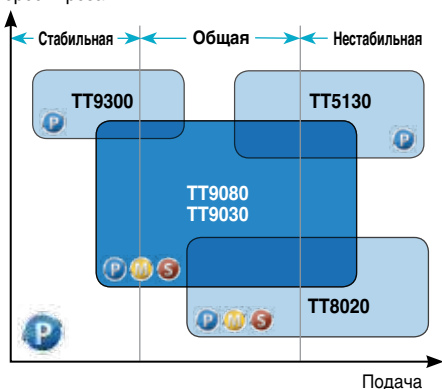 Стабильная Общая Нестабильная
TT9300
P
TT5130
P
TT9080
TT9030
P M S
TT8020
P M S
P
Подача